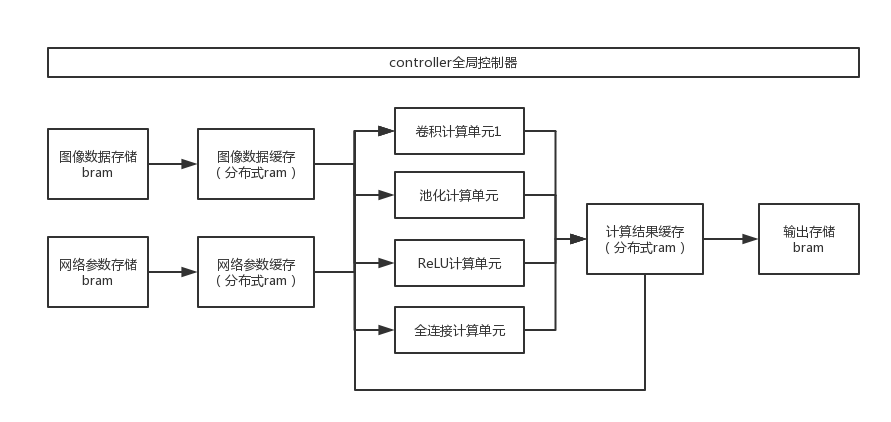 controller全局控制器
图像数据存储
bram
图像数据缓存
（分布式ram）
卷积计算单元1
池化计算单元
网络参数存储
bram
网络参数缓存
（分布式ram）
ReLU计算单元
全连接计算单元
计算结果缓存
（分布式ram）
输出存储
bram